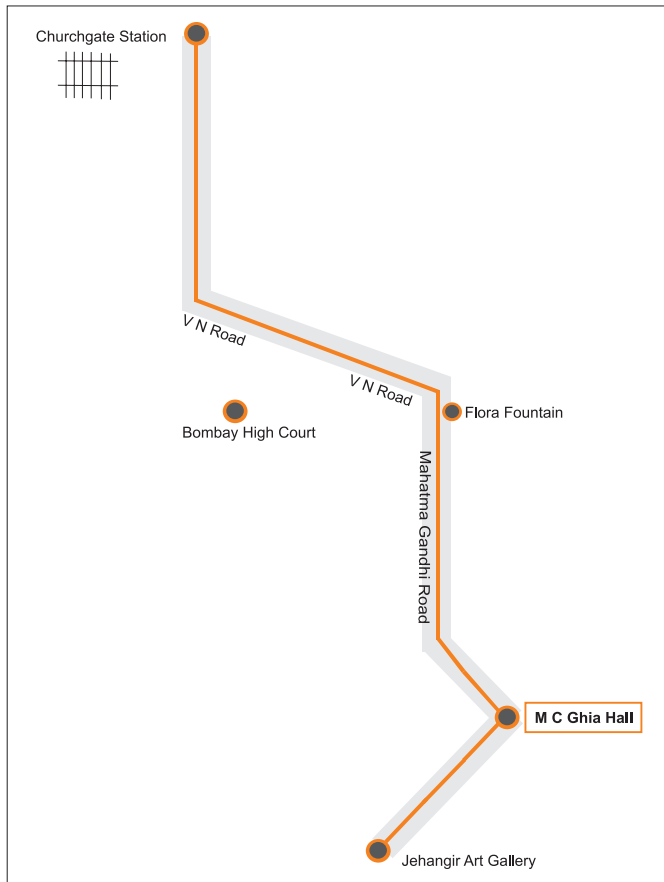 Churchgate Station
V N Road
V N Road
Flora Fountain
Bombay High Court
Mahatma Gandhi Road
M C Ghia Hall
Jehangir Art Gallery